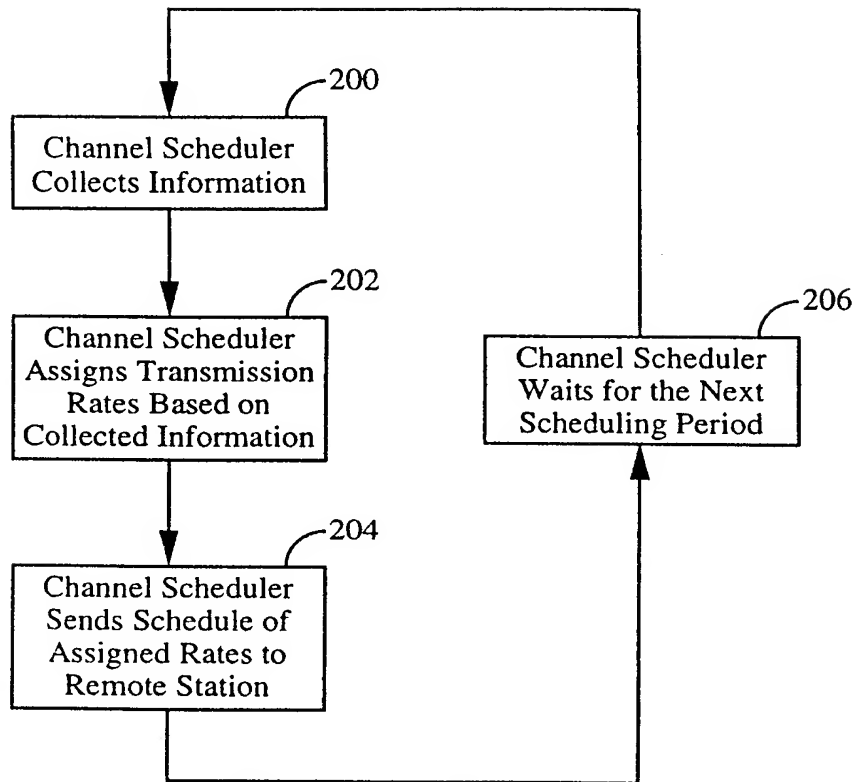 200
Channel Scheduler
Collects Information
202
Channel Scheduler
Assigns Transmission
Rates Based on
Collected Information
204
Channel Scheduler
Sends Schedule of
Assigned Rates to
Remote Station
206
Channel Scheduler
Waits for the Next
Scheduling Period